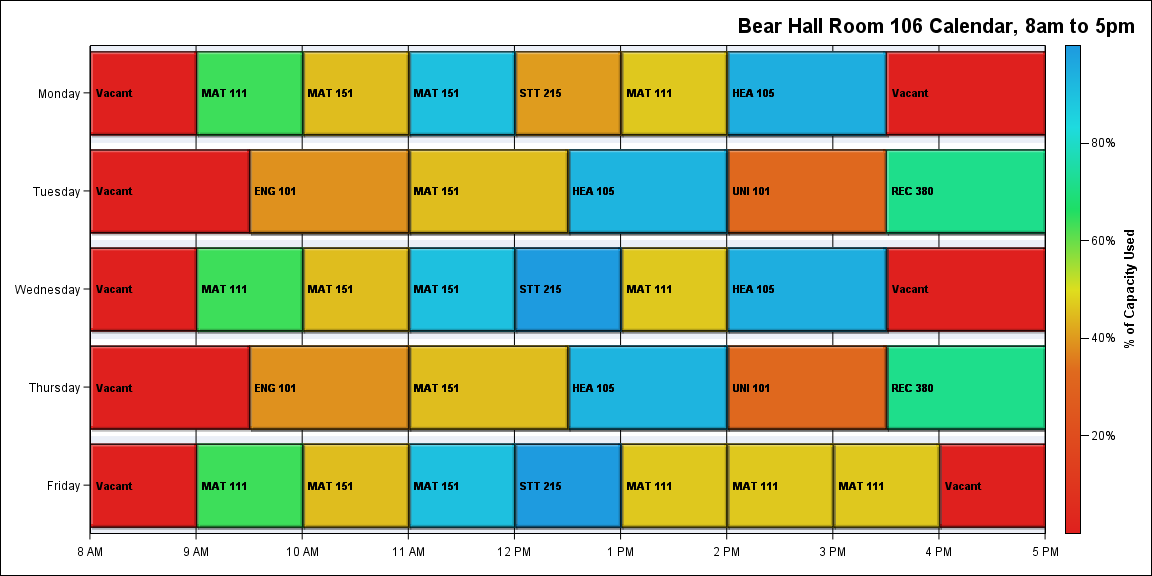 Bear Hall Room 106 Calendar, 8am to 5pm
Monday
Vacant
MAT 111
MAT 151
MAT 151
STT 215
MAT 111
HEA 105
Vacant
Tuesday
Vacant
ENG 101
MAT 151
HEA 105
UNI 101
REC 380
Wednesday
Vacant
MAT 111
MAT 151
MAT 151
STT 215
MAT 111
HEA 105
Vacant
Thursday
Vacant
ENG 101
MAT 151
HEA 105
UNI 101
REC 380
Friday
Vacant
MAT 111
MAT 151
MAT 151
STT 215
MAT 111
MAT 111
MAT 111
Vacant
8 AM
9 AM
10 AM
11 AM
12 PM
1 PM
2 PM
3 PM
4 PM
5 PM
80%
60%
40%
20%
% of Capacity Used